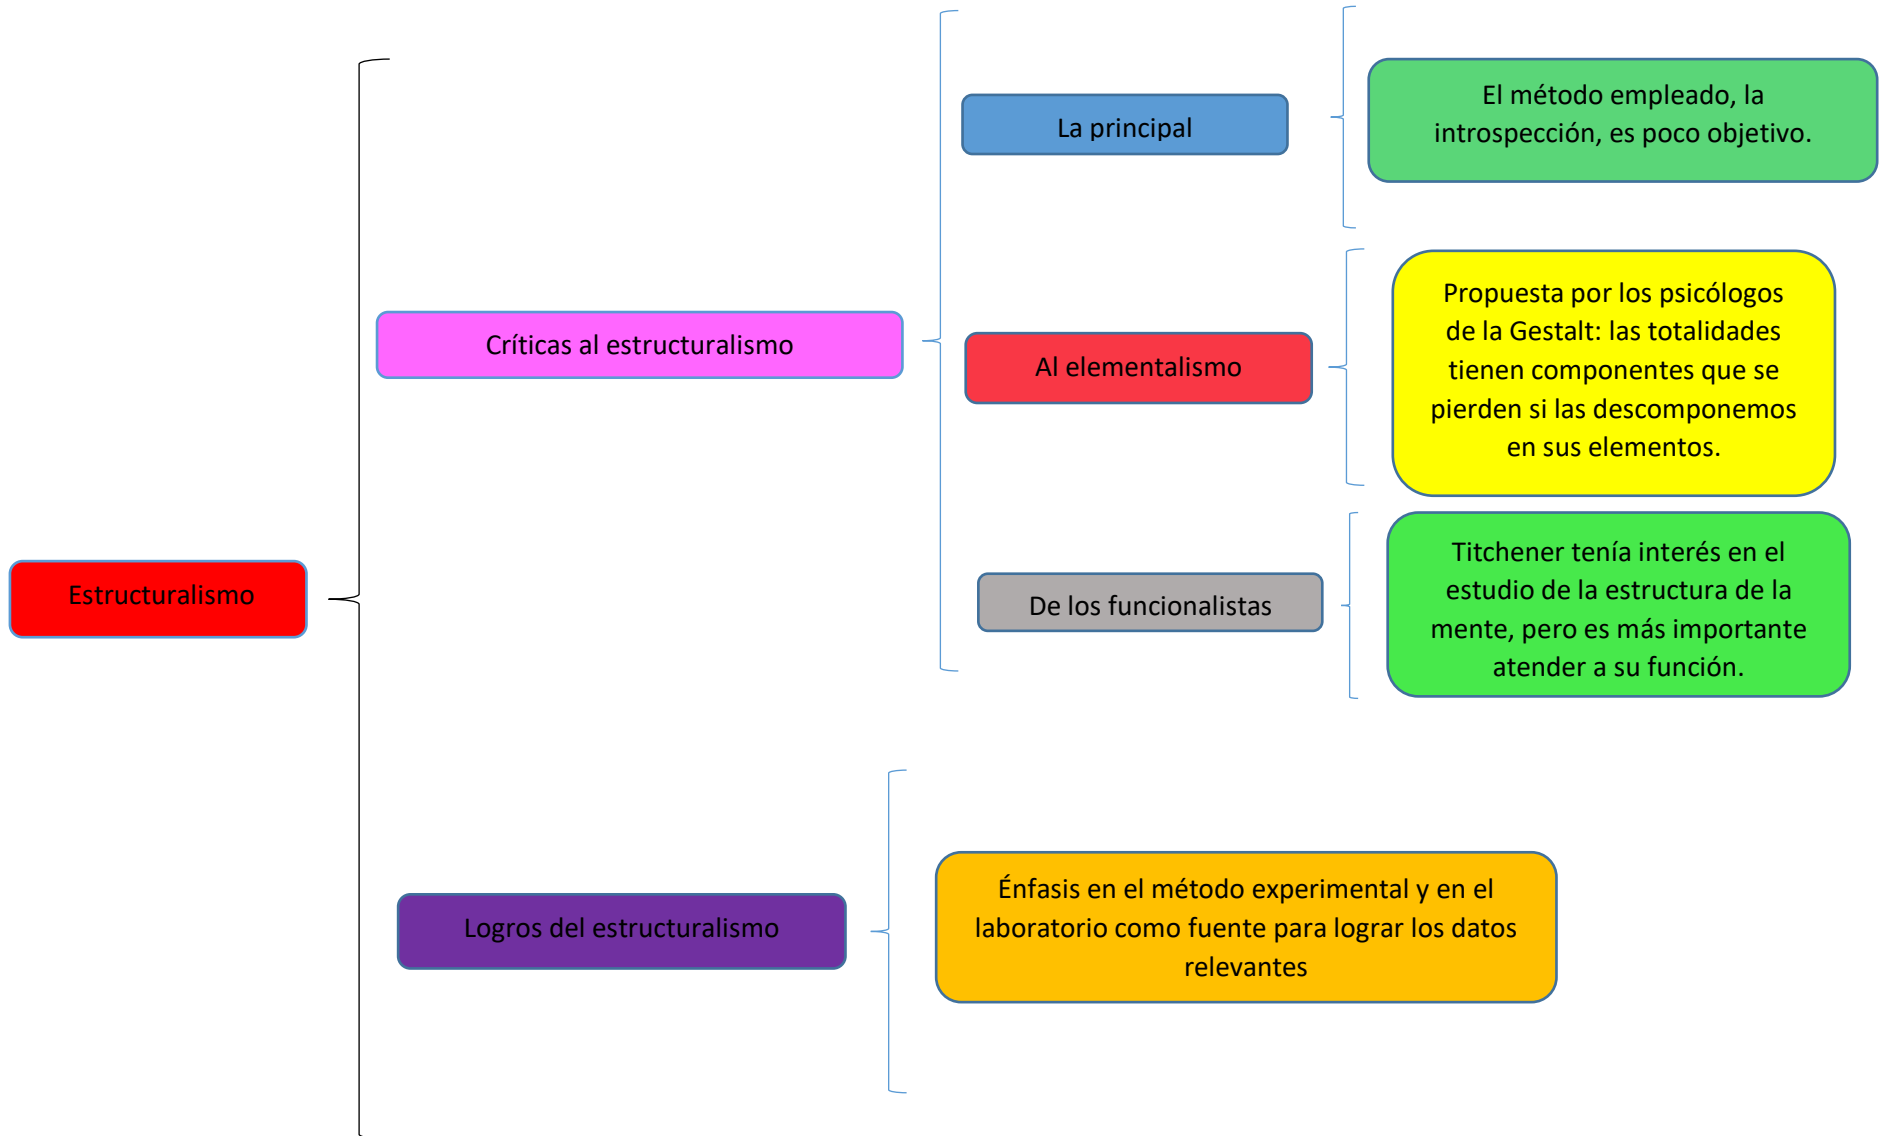 Estructuralismo
Críticas al estructuralismo
La principal
El método empleado, la
introspección, es poco objetivo.
Al elementalismo
Propuesta por los psicólogos
de la Gestalt: las totalidades
tienen componentes que se
pierden si las descomponemos
en sus elementos.
De los funcionalistas
Titchener tenía interés en el
estudio de la estructura de la
mente, pero es más importante
atender a su función.
Logros del estructuralismo
Énfasis en el método experimental y en el
laboratorio como fuente para lograr los datos
relevantes